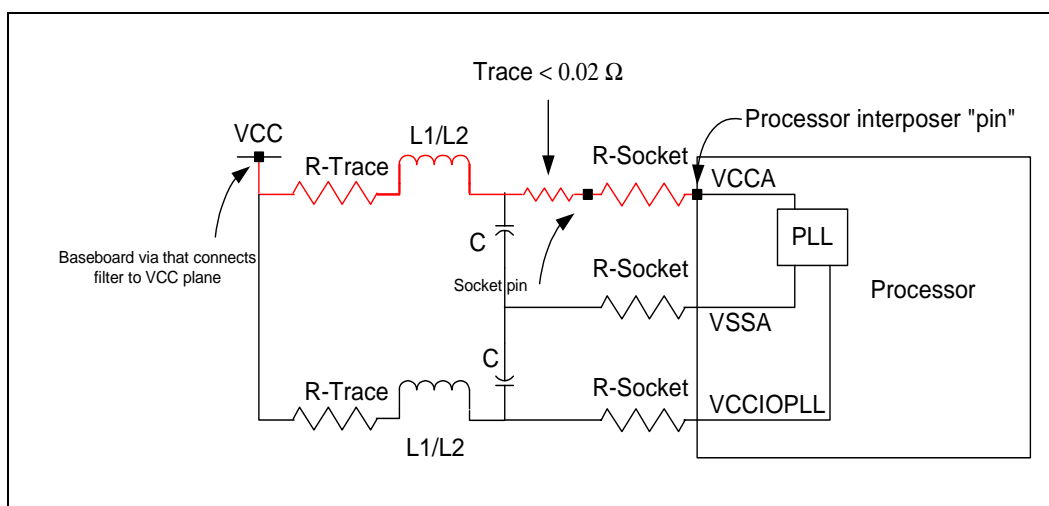 Trace < 0.02 Ω
Processor interposer "pin"
VCC
L1/L2
R-Trace
R-Socket
VCCA
PLL
C
Baseboard via that connects
filter to VCC plane
Socket pin
R-Socket
Processor
VSSA
C
R-Trace
R-Socket
VCCIOPLL
L1/L2